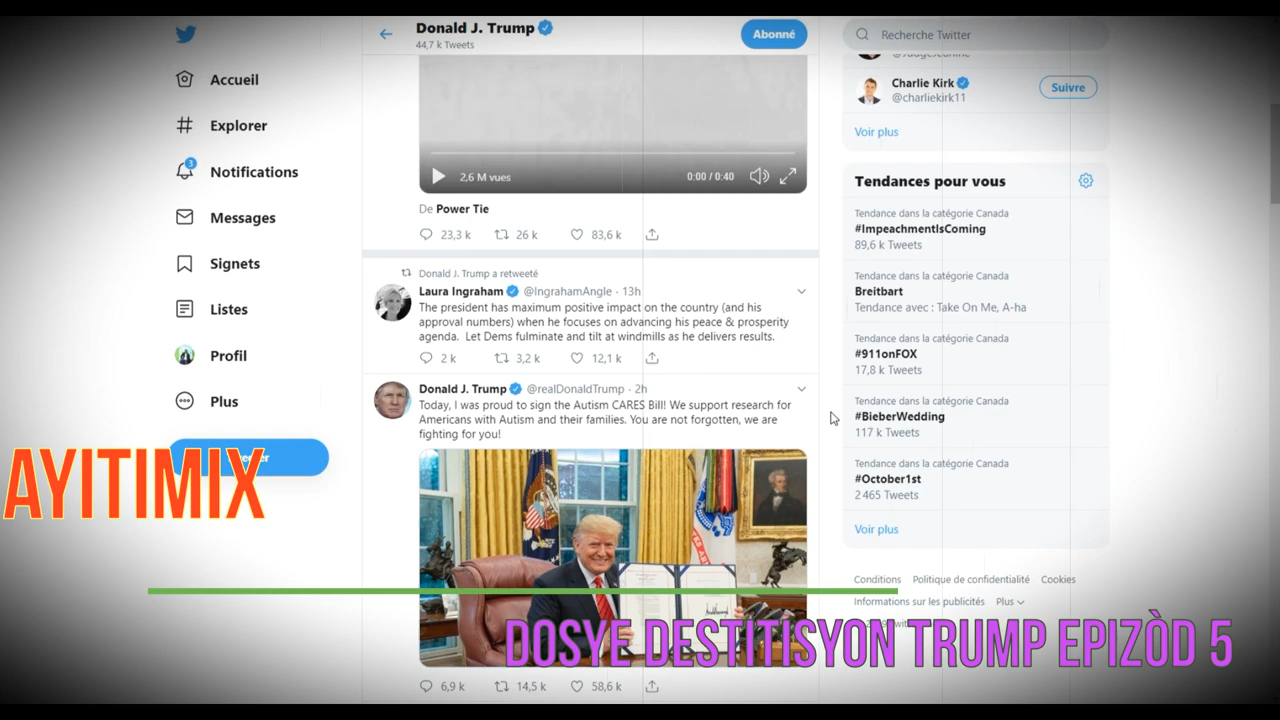 Accueil
Explorer
3
Notifications
Messages
Signets
Listes
Profil
Plus
Donald J. Trump
44,7 k Tweets
Abonné
2,6 M vues
0:00 / 0:40
De Power Tie
23,3 k
26 k
83,6 k
Donald J. Trump a retweeté
Laura Ingraham @IngrahamAngle · 13h
The president has maximum positive impact on the country (and his
approval numbers) when he focuses on advancing his peace & prosperity
agenda. Let Dems fulminate and tilt at windmills as he delivers results.
2 k
3,2 k
12,1 k
Donald J. Trump @realDonaldTrump · 2h
Today, I was proud to sign the Autism CARES Bill! We support research for
Americans with Autism and their families. You are not forgotten, we are
fighting for you!
6,9 k
14,5 k
58,6 k
Recherche Twitter
Charlie Kirk
@charliekirk11
Suivre
Voir plus
Tendances pour vous
Tendance dans la catégorie Canada
#ImpeachmentIsComing
89,6 k Tweets
Tendance dans la catégorie Canada
Breitbart
Tendance avec : Take On Me, A-ha
Tendance dans la catégorie Canada
#911onFOX
17,8 k Tweets
Tendance dans la catégorie Canada
#BieberWedding
117 k Tweets
Tendance dans la catégorie Canada
#October1st
2 465 Tweets
Voir plus
Conditions Politique de confidentialité Cookies
Informations sur les publicités Plus
AYITIMIX
DOSYE DESTITISYON TRUMP EPIZÒD 5